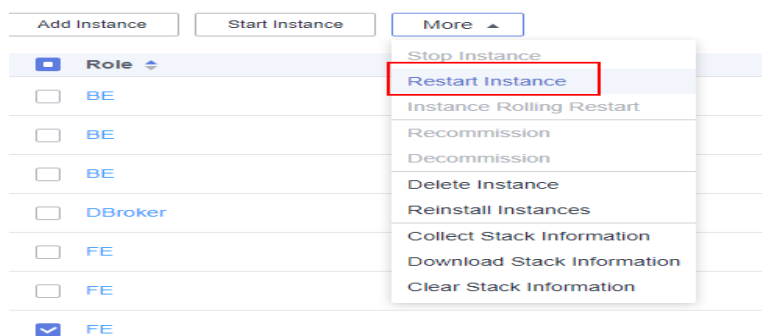 Add Instance Start Instance More
Role
BE
BE
BE
DBroker
FE
FE
FE
Stop Instance
Restart Instance
Instance Rolling Restart
Recommission
Decommission
Delete Instance
Reinstall Instances
Collect Stack Information
Download Stack Information
Clear Stack Information